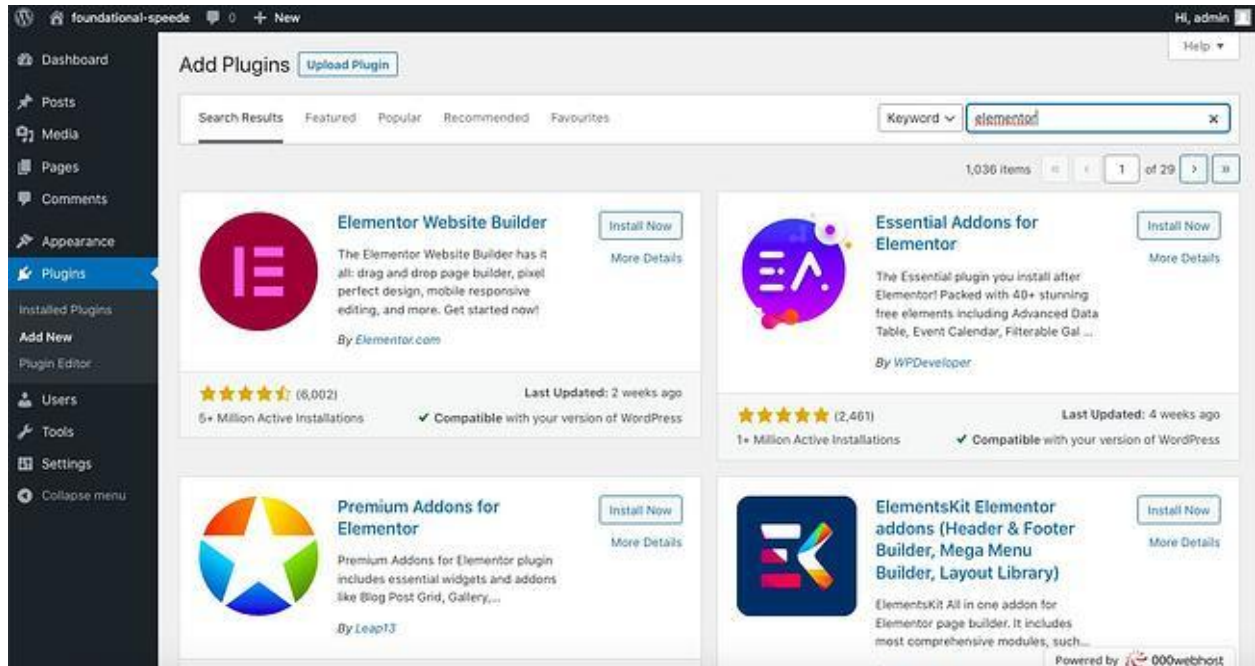 foundational-speede 0 + New Hi, admin
Help ▼
Dashboard
Posts
Media
Pages
Comments
Appearance
Plugins
Installed Plugins
Add New
Plugin Editor
Users
Tools
Settings
Collapse menu
Add Plugins Upload Plugin
Search Results Featured Popular Recommended Favourites Keyword elementor ×
1,036 items « ‹ 1 of 29 › »
Elementor Website Builder
Install Now
More Details
The Elementor Website Builder has it
all: drag and drop page builder, pixel
perfect design, mobile responsive
editing, and more. Get started now!
By Elementor.com
(6,002)
Last Updated: 2 weeks ago
5+ Million Active Installations
✔ Compatible with your version of WordPress
EA
Essential Addons for
Elementor
Install Now
More Details
The Essential plugin you install after
Elementor! Packed with 40+ stunning
free elements including Advanced Data
Table, Event Calendar, Filterable Gal ...
By WPDeveloper
(2,461)
Last Updated: 4 weeks ago
1+ Million Active Installations
✔ Compatible with your version of WordPress
Premium Addons for
Elementor
Install Now
More Details
Premium Addons for Elementor plugin
includes essential widgets and addons
like Blog Post Grid, Gallery,...
By Leap13
EK
ElementsKit Elementor
addons (Header & Footer
Builder, Mega Menu
Builder, Layout Library)
Install Now
More Details
ElementsKit All in one addon for
Elementor page builder. It includes
most comprehensive modules, such...
Powered by 000webhost